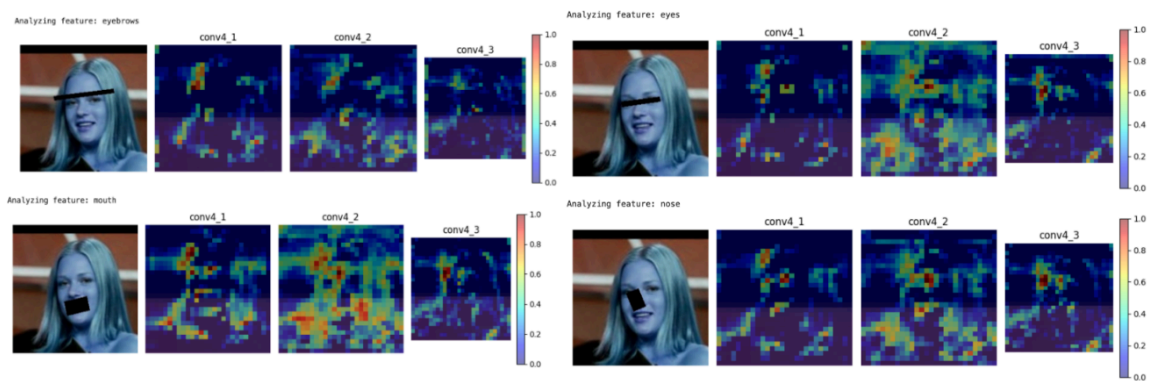 Analyzing feature: eyebrows
conv4_1
conv4_2
conv4_3
1.0
0.8
0.6
0.4
0.2
0.0
Analyzing feature: eyes
conv4_1
conv4_2
conv4_3
1.0
0.8
0.6
0.4
0.2
0.0
Analyzing feature: mouth
conv4_1
conv4_2
conv4_3
1.0
0.8
0.6
0.4
0.2
0.0
Analyzing feature: nose
conv4_1
conv4_2
conv4_3
1.0
0.8
0.6
0.4
0.2
0.0